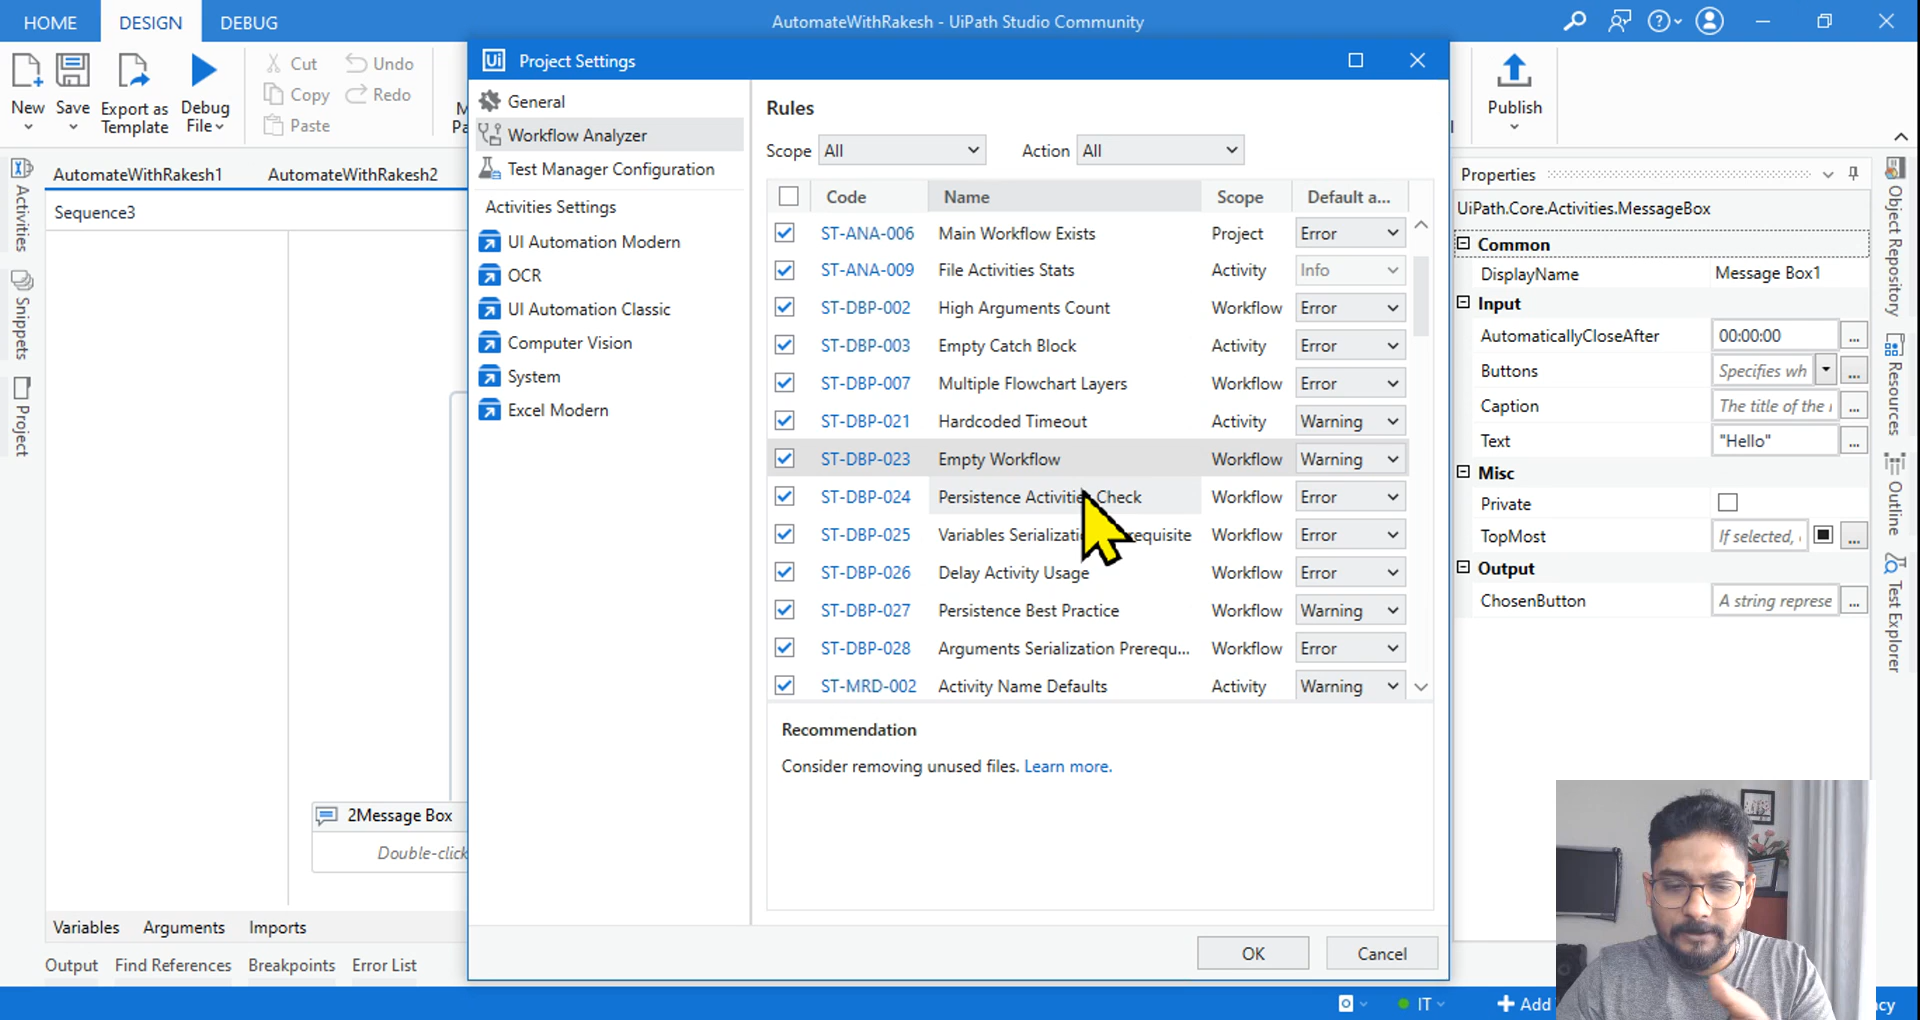 HOME DESIGN DEBUG
AutomateWithRakesh - UiPath Studio Community
New Save Export as Template Debug File
Cut Undo
Copy Redo
Paste
Publish
AutomateWithRakesh1 AutomateWithRakesh2
Sequence3
Activities
Snippets
Project
2Message Box
Double-click
Variables Arguments Imports
Output Find References Breakpoints Error List
Ui Project Settings
General
Workflow Analyzer
Test Manager Configuration
Activities Settings
UI Automation Modern
OCR
UI Automation Classic
Computer Vision
System
Excel Modern
Rules
Scope All Action All
Code Name Scope Default a...
ST-ANA-006 Main Workflow Exists Project Error
ST-ANA-009 File Activities Stats Activity Info
ST-DBP-002 High Arguments Count Workflow Error
ST-DBP-003 Empty Catch Block Activity Error
ST-DBP-007 Multiple Flowchart Layers Workflow Error
ST-DBP-021 Hardcoded Timeout Activity Warning
ST-DBP-023 Empty Workflow Workflow Warning
ST-DBP-024 Persistence Activities Check Workflow Error
ST-DBP-025 Variables Serialization Workflow Error
ST-DBP-026 Delay Activity Usage Workflow Error
ST-DBP-027 Persistence Best Practice Workflow Warning
ST-DBP-028 Arguments Serialization Prerequ... Workflow Error
ST-MRD-002 Activity Name Defaults Activity Warning
Recommendation
Consider removing unused files. Learn more.
OK Cancel
Properties
UiPath.Core.Activities.MessageBox
Common
DisplayName Message Box1
Input
AutomaticallyCloseAfter 00:00:00 ...
Buttons Specifies wh ...
Caption The title of the ...
Text "Hello" ...
Misc
Private
TopMost If selected, ...
Output
ChosenButton A string represe ...
Object Repository
Resources
Outline
Test Explorer
IT Add